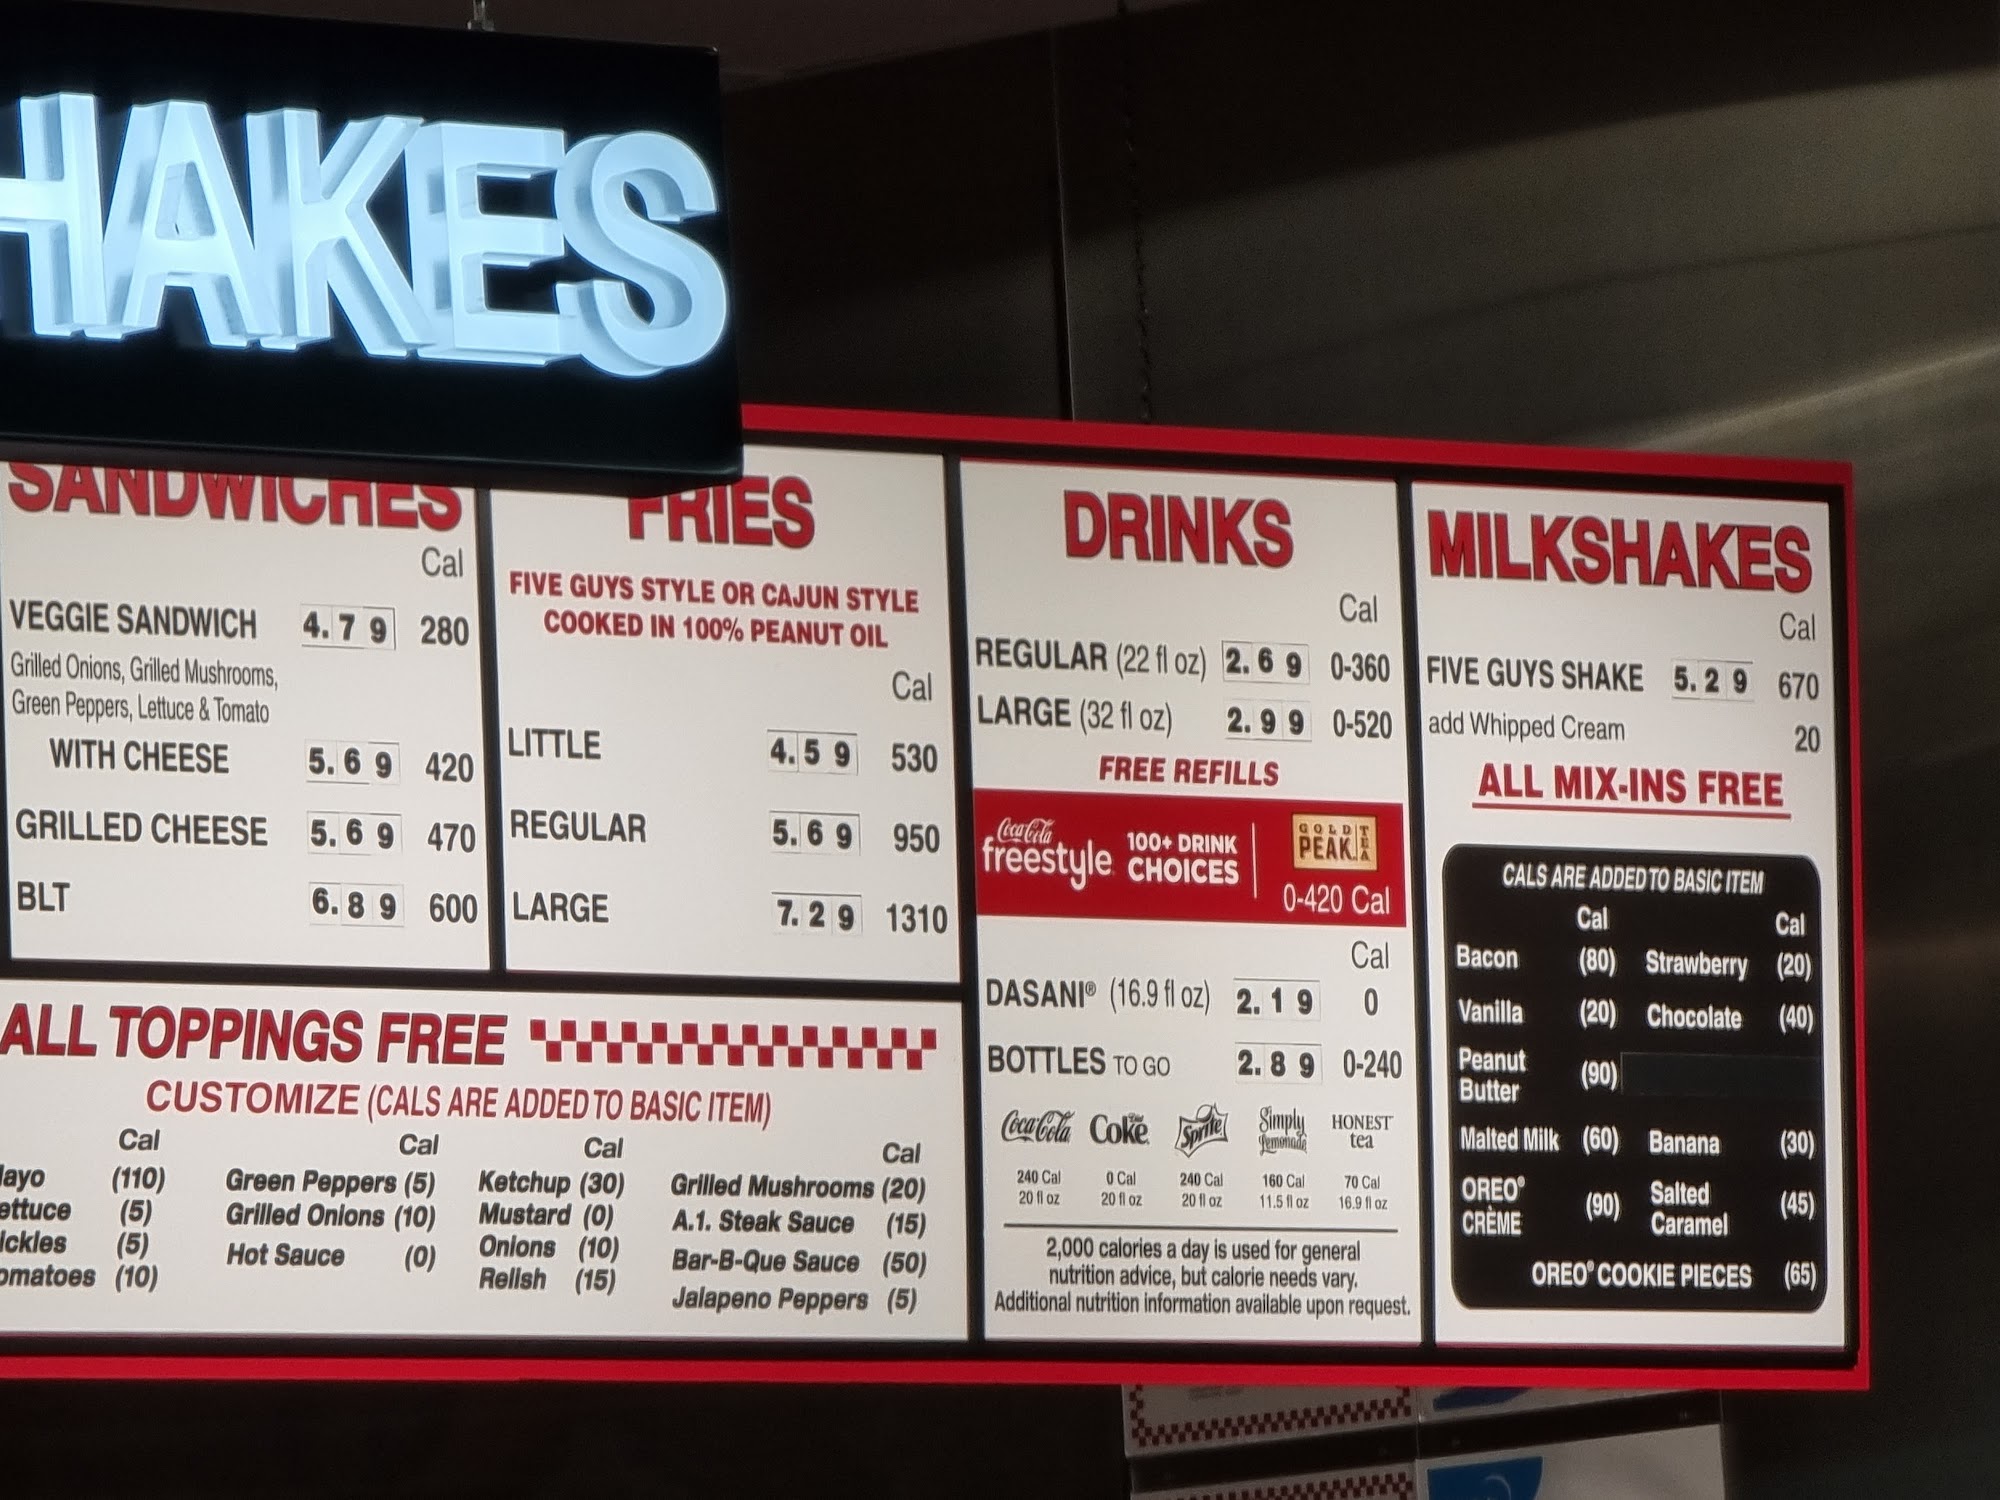 HAKES
SANDWICHES
Cal
VEGGIE SANDWICH 4.79 280
Grilled Onions, Grilled Mushrooms,
Green Peppers, Lettuce & Tomato
WITH CHEESE 5.69 420
GRILLED CHEESE 5.69 470
BLT 6.89 600
FRIES
FIVE GUYS STYLE OR CAJUN STYLE
COOKED IN 100% PEANUT OIL
Cal
LITTLE 4.59 530
REGULAR 5.69 950
LARGE 7.29 1310
DRINKS
Cal
REGULAR (22 fl oz) 2.69 0-360
LARGE (32 fl oz) 2.99 0-520
FREE REFILLS
Coca-Cola
freestyle
100+ DRINK
CHOICES
GOLD
PEAK
TEA
0-420 Cal
Cal
DASANI® (16.9 fl oz) 2.19 0
BOTTLES TO GO 2.89 0-240
Coca-Cola Coke Sprite Simply Lemonade HONEST tea
240 Cal 0 Cal 240 Cal 160 Cal 70 Cal
20 fl oz 20 fl oz 20 fl oz 11.5 fl oz 16.9 fl oz
2,000 calories a day is used for general
nutrition advice, but calorie needs vary.
Additional nutrition information available upon request.
MILKSHAKES
Cal
FIVE GUYS SHAKE 5.29 670
add Whipped Cream 20
ALL MIX-INS FREE
CALS ARE ADDED TO BASIC ITEM
Cal Cal
Bacon (80) Strawberry (20)
Vanilla (20) Chocolate (40)
Peanut
Butter (90)
Malted Milk (60) Banana (30)
OREO® CRÈME (90) Salted Caramel (45)
OREO® COOKIE PIECES (65)
ALL TOPPINGS FREE
CUSTOMIZE (CALS ARE ADDED TO BASIC ITEM)
Cal Cal Cal Cal
ayo (110) Green Peppers (5) Ketchup (30) Grilled Mushrooms (20)
ettuce (5) Grilled Onions (10) Mustard (0) A.1. Steak Sauce (15)
ickles (5) Hot Sauce (0) Onions (10) Bar-B-Que Sauce (50)
omatoes (10) Relish (15) Jalapeno Peppers (5)